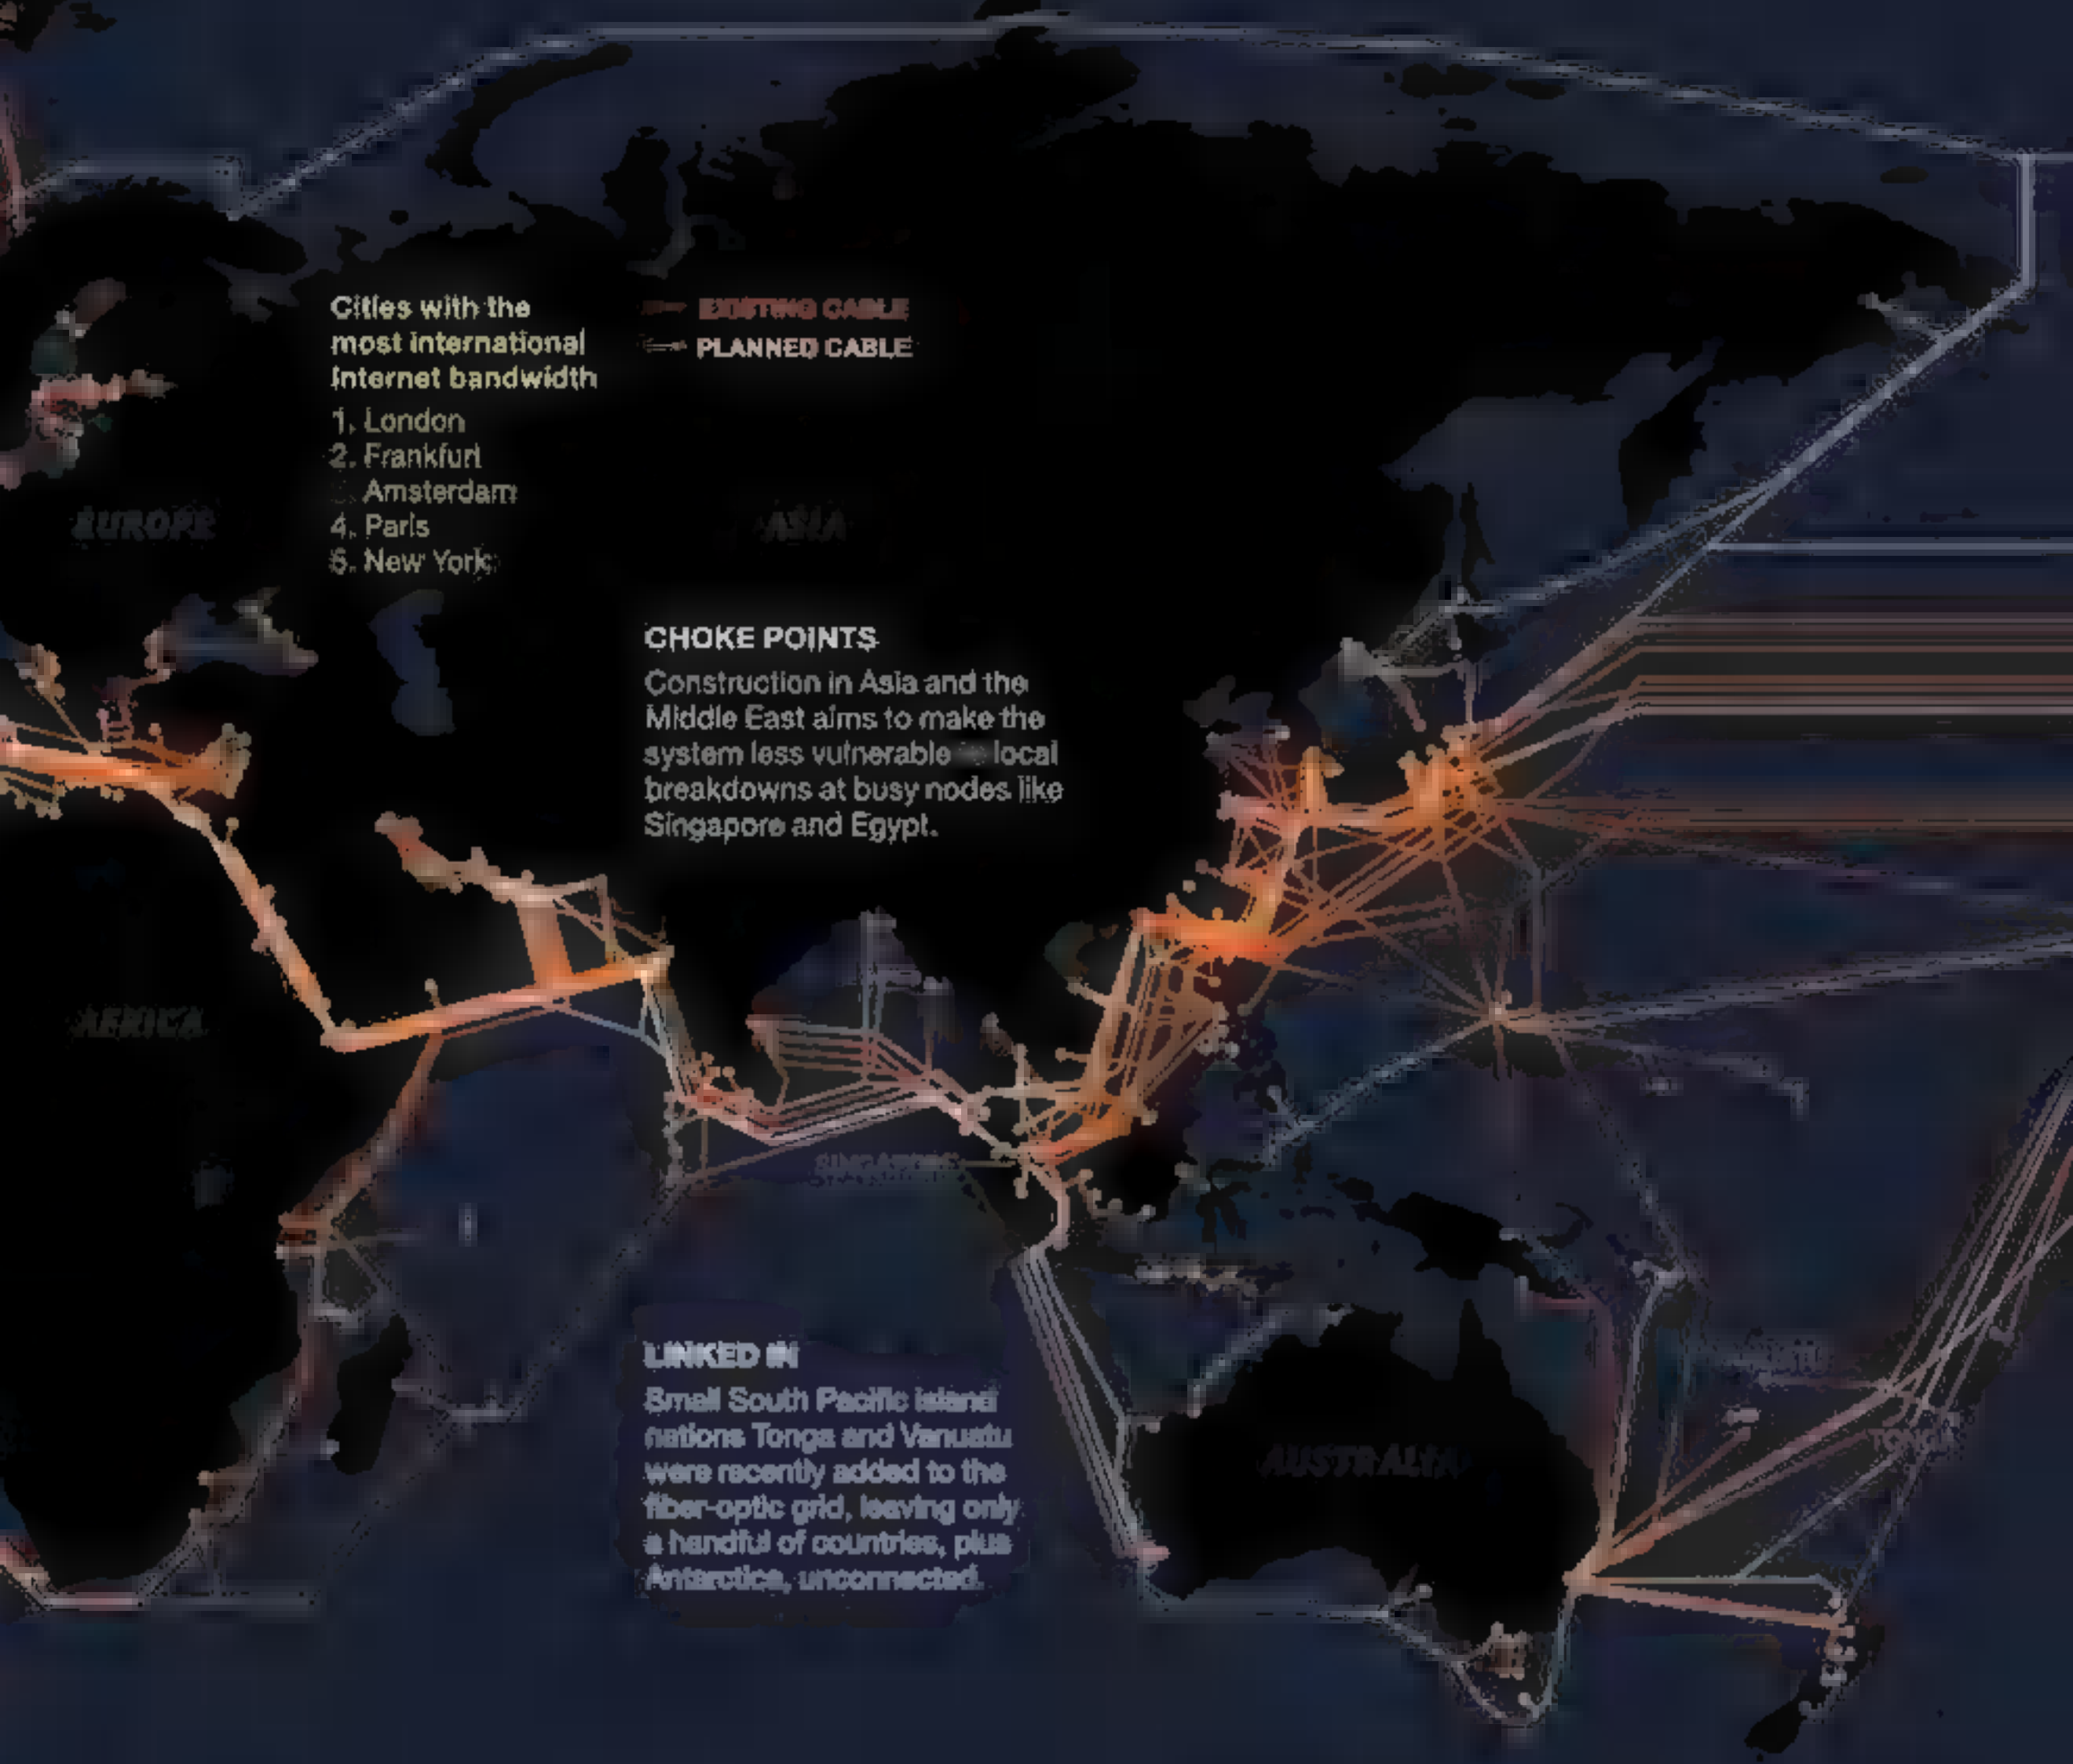 Cities with the
most international
Internet bandwidth
1. London
2. Frankfurt
Amsterdam
4. Paris
5. New York
EXISTING CABLE
PLANNED CABLE
EUROPE
ASIA
CHOKE POINTS
Construction in Asia and the
Middle East aims to make the
system less vulnerable to local
breakdowns at busy nodes like
Singapore and Egypt.
AFRICA
SINGAPORE
LINKED IN
Small South Pacific island
nations Tonga and Vanuatu
were recently added to the
fiber-optic grid, leaving only
a handful of countries, plus
Antarctica, unconnected.
AUSTRALIA